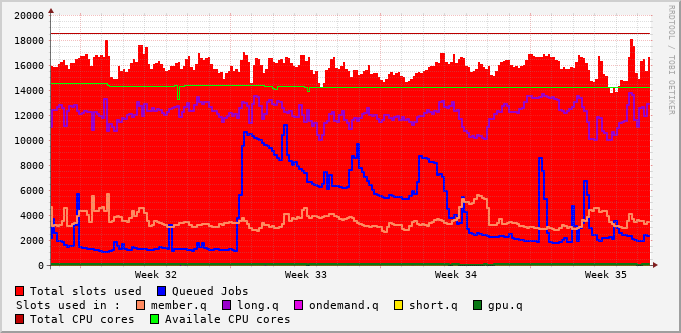 RRDTOOL / TOBI OETIKER
20000
18000
16000
14000
12000
10000
8000
6000
4000
2000
0
Week 32 Week 33 Week 34 Week 35
Total slots used Queued Jobs
Slots used in : member.q long.q ondemand.q short.q gpu.q
Total CPU cores Availale CPU cores